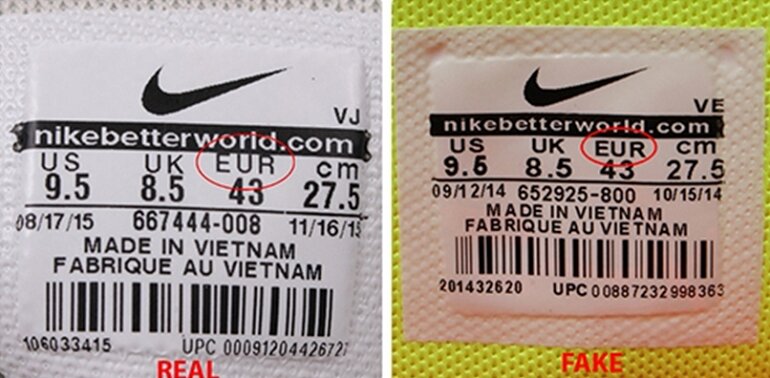 VJ
nikebetterworld.com
US UK EUR cm
9.5 8.5 43 27.5
08/17/15 667444-008 11/16/15
MADE IN VIETNAM
FABRIQUE AU VIETNAM
106033415 UPC 00091204426727
REAL
VE
nikebetterworld.com
US UK EUR cm
9.5 8.5 43 27.5
09/12/14 652925-800 10/15/14
MADE IN VIETNAM
FABRIQUE AU VIETNAM
201432620 UPC 00887232998363
FAKE